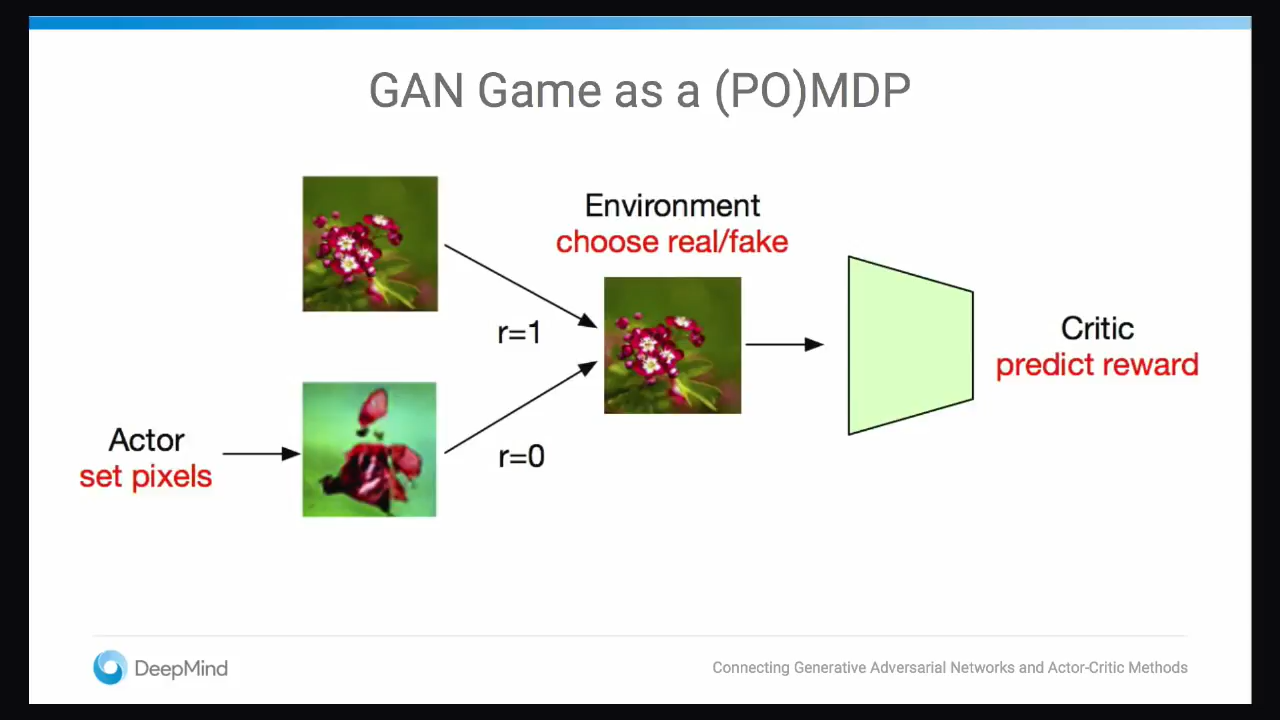 GAN Game as a (PO)MDP
Environment
choose real/fake
r=1
Critic
predict reward
Actor
set pixels
r=0
DeepMind
Connecting Generative Adversarial Networks and Actor-Critic Methods